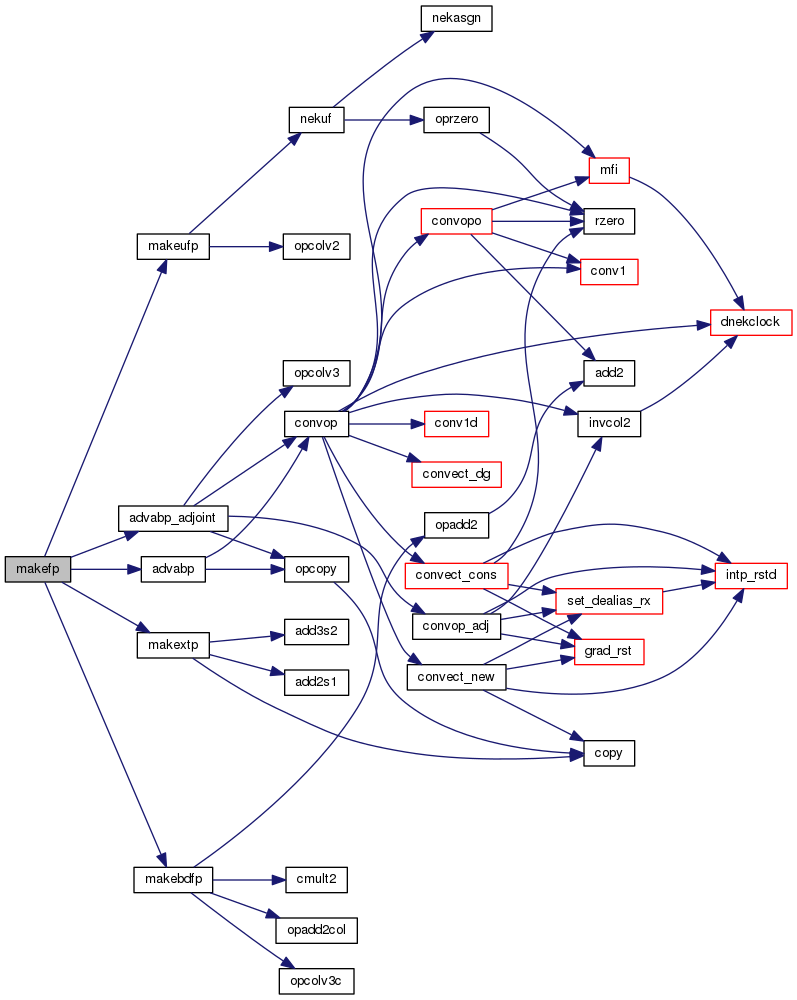 nekasgn
nekuf
oprzero
mfi
convopo
rzero
makeufp
opcolv2
conv1
dnekclock
opcolv3
add2
convop
conv1d
invcol2
convect_dg
advabp_adjoint
opadd2
makefp
advabp
opcopy
convect_cons
intp_rstd
set_dealias_rx
convop_adj
add3s2
makextp
grad_rst
convect_new
add2s1
copy
makebdfp
cmult2
opadd2col
opcolv3c